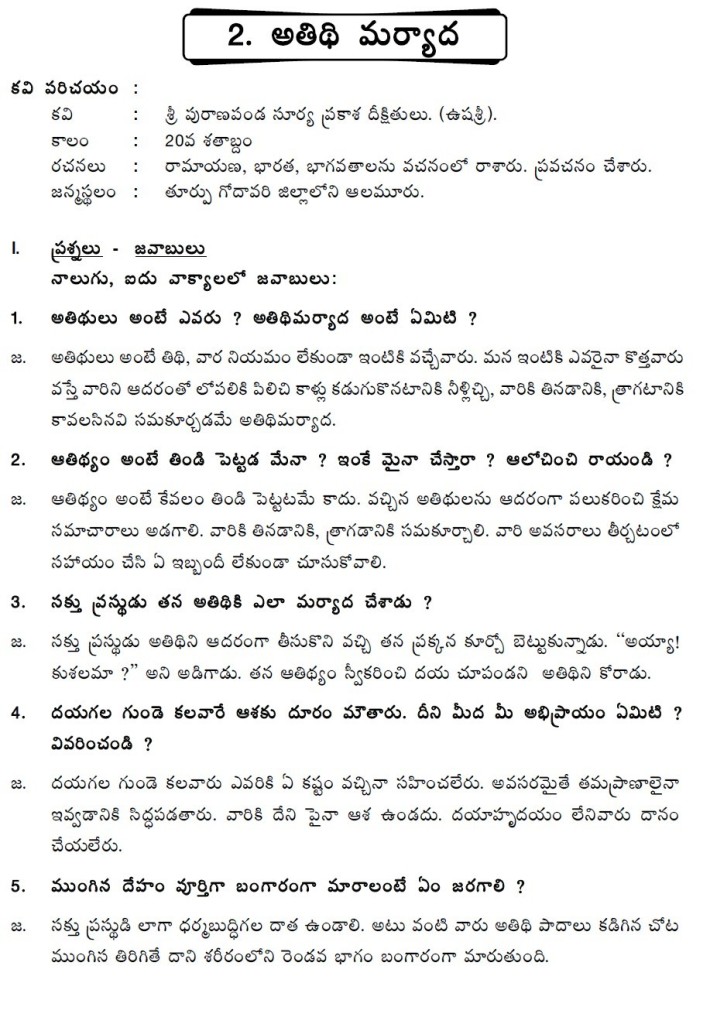 2. అతిథి మర్యాద
కవి పరిచయం :
కవి : శ్రీ పురాణపండ సూర్య ప్రకాశ దీక్షితులు. (ఉషశ్రీ).
కాలం : 20వ శతాబ్దం
రచనలు : రామాయణ, భారత, భాగవతాలను వచనంలో రాశారు. ప్రవచనం చేశారు.
జన్మస్థలం : తూర్పు గోదావరి జిల్లాలోని ఆలమూరు.
I. ప్రశ్నలు - జవాబులు
నాలుగు, ఐదు వాక్యాలలో జవాబులు:
1. అతిథులు అంటే ఎవరు ? అతిథిమర్యాద అంటే ఏమిటి ?
జ. అతిథులు అంటే తిథి, వార నియమం లేకుండా ఇంటికి వచ్చేవారు. మన ఇంటికి ఎవరైనా కొత్తవారు
వస్తే వారిని ఆదరంతో లోపలికి పిలిచి కాళ్లు కడుగుకొనటానికి నీళ్లిచ్చి, వారికి తినడానికి, త్రాగటానికి
కావలసినవి సమకూర్చడమే అతిథిమర్యాద.
2. ఆతిథ్యం అంటే తిండి పెట్టడ మేనా ? ఇంకే మైనా చేస్తారా ? ఆలోచించి రాయండి ?
జ. ఆతిథ్యం అంటే కేవలం తిండి పెట్టటమే కాదు. వచ్చిన అతిథులను ఆదరంగా పలుకరించి క్షేమ
సమాచారాలు అడగాలి. వారికి తినడానికి, త్రాగడానికి సమకూర్చాలి. వారి అవసరాలు తీర్చటంలో
సహాయం చేసి ఏ ఇబ్బందీ లేకుండా చూసుకోవాలి.
3. సక్తు ప్రస్థుడు తన అతిథికి ఎలా మర్యాద చేశాడు ?
జ. సక్తు ప్రస్థుడు అతిథిని ఆదరంగా తీసుకొని వచ్చి తన ప్రక్కన కూర్చో బెట్టుకున్నాడు. “అయ్యా!
కుశలమా ?” అని అడిగాడు. తన ఆతిథ్యం స్వీకరించి దయ చూపండని అతిథిని కోరాడు.
4. దయగల గుండె కలవారే ఆశకు దూరం మౌతారు. దీని మీద మీ అభిప్రాయం ఏమిటి ?
వివరించండి ?
జ. దయగల గుండె కలవారు ఎవరికి ఏ కష్టం వచ్చినా సహించలేరు. అవసరమైతే తమప్రాణాలైనా
ఇవ్వడానికి సిద్ధపడతారు. వారికి దేని పైనా ఆశ ఉండదు. దయాహృదయం లేనివారు దానం
చేయలేరు.
5. ముంగిస దేహం పూర్తిగా బంగారంగా మారాలంటే ఏం జరగాలి ?
జ. సక్తు ప్రస్థుడి లాగా ధర్మబుద్ధిగల దాత ఉండాలి. అటు వంటి వారు అతిథి పాదాలు కడిగిన చోట
ముంగిస తిరిగితే దాని శరీరంలోని రెండవ భాగం బంగారంగా మారుతుంది.